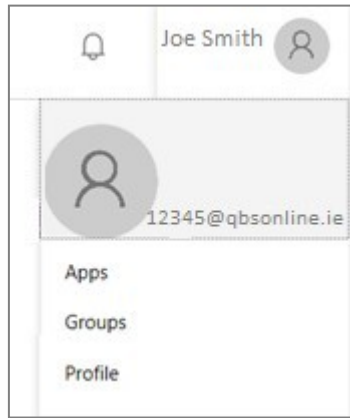 Joe Smith
12345@qbsonline.ie
Apps
Groups
Profile